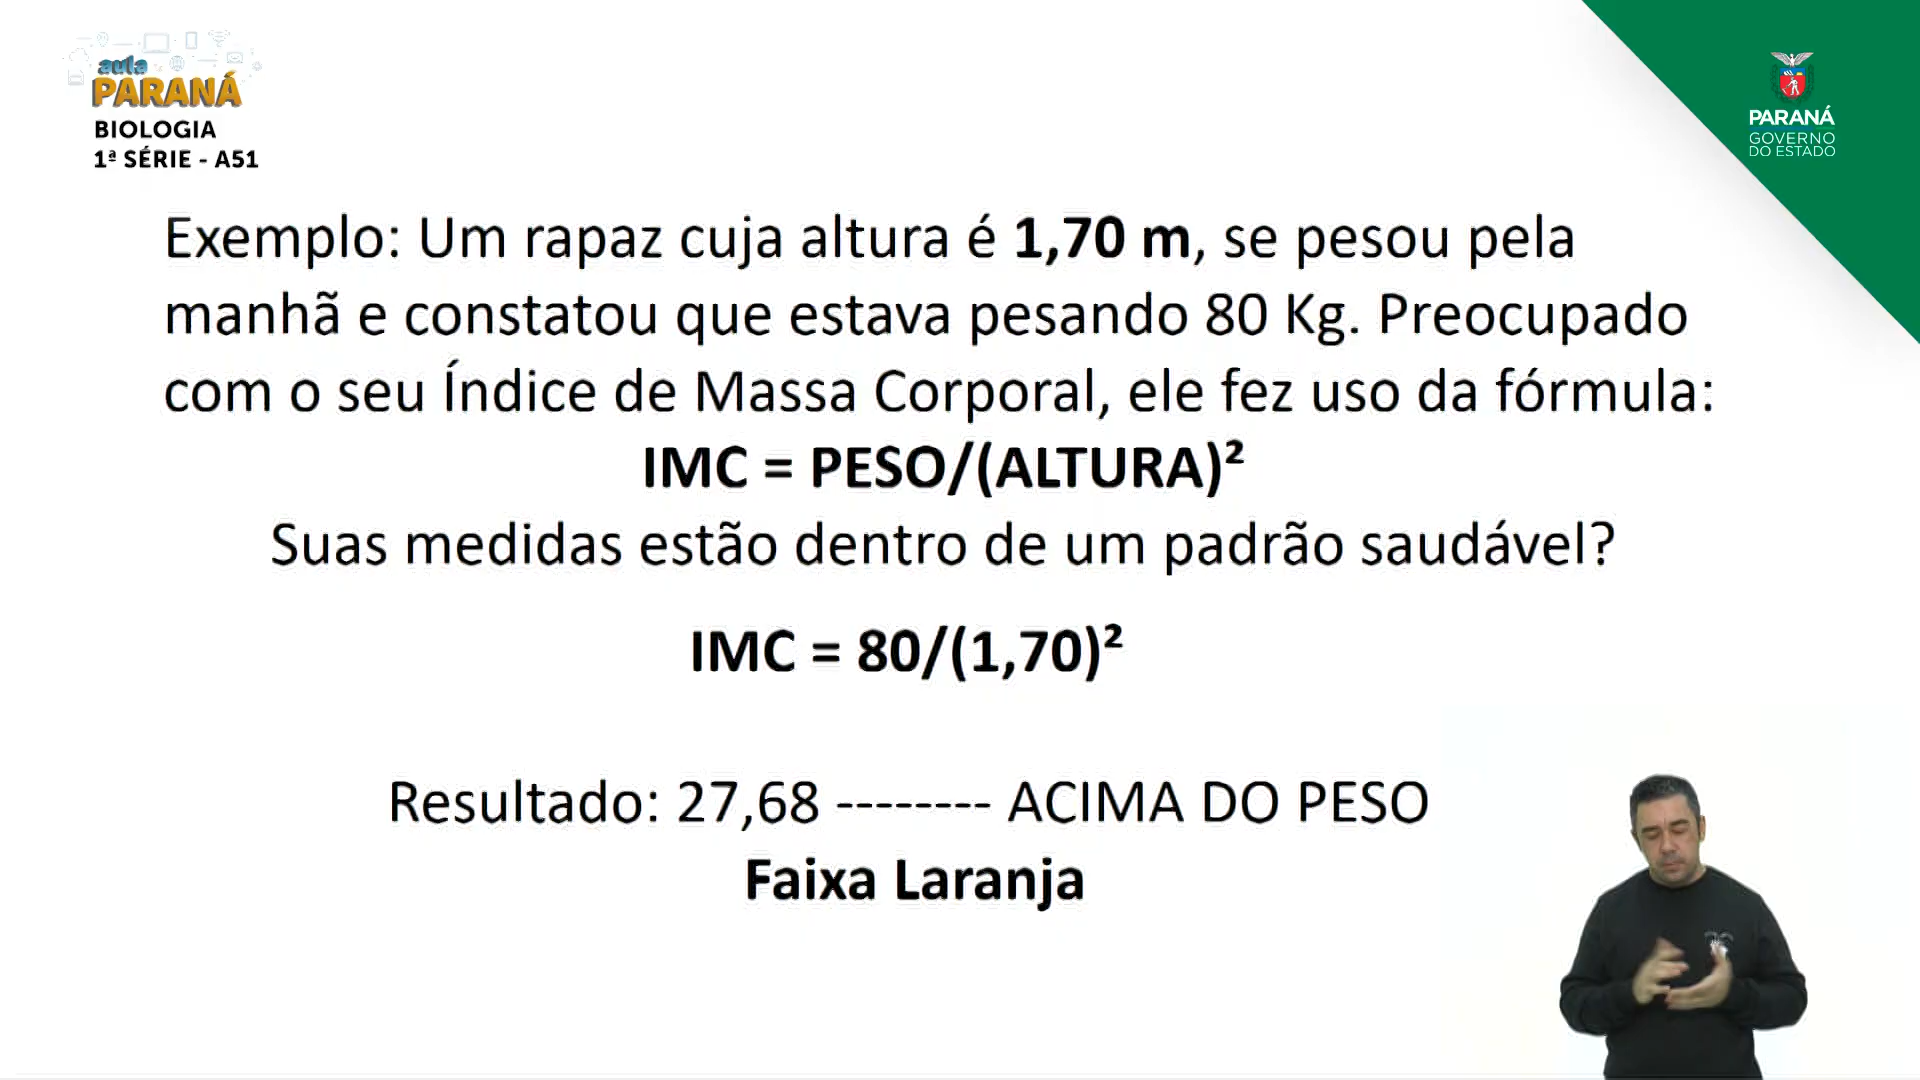 aula
PARANÁ
BIOLOGIA
1ª SÉRIE - A51
PARANÁ
GOVERNO
DO ESTADO
Exemplo: Um rapaz cuja altura é 1,70 m, se pesou pela
manhã e constatou que estava pesando 80 Kg. Preocupado
com o seu Índice de Massa Corporal, ele fez uso da fórmula:
IMC = PESO/(ALTURA)²
Suas medidas estão dentro de um padrão saudável?
IMC = 80/(1,70)²
Resultado: 27,68 -------- ACIMA DO PESO
Faixa Laranja